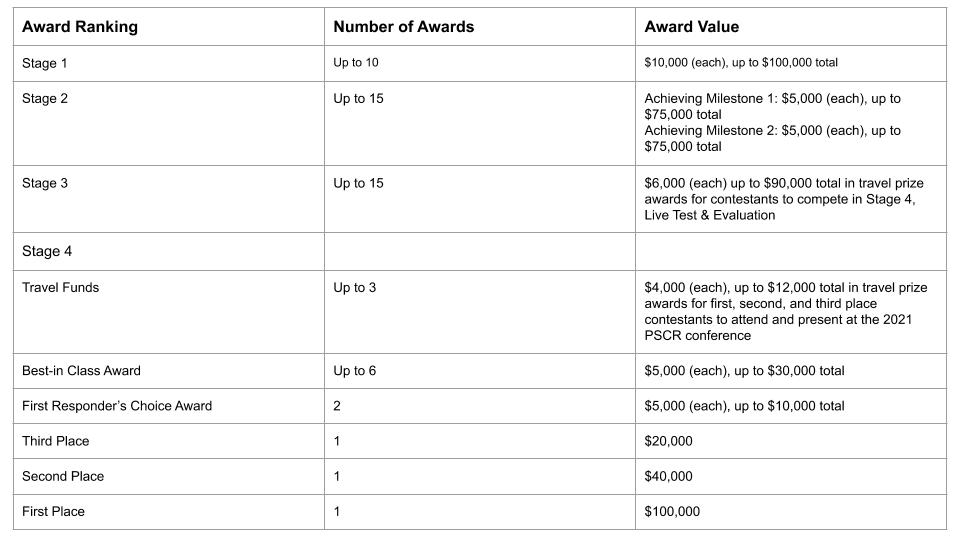 Award Ranking Number of Awards Award Value
Stage 1 Up to 10 $10,000 (each), up to $100,000 total
Stage 2 Up to 15 Achieving Milestone 1: $5,000 (each), up to
$75,000 total
Achieving Milestone 2: $5,000 (each), up to
$75,000 total
Stage 3 Up to 15 $6,000 (each) up to $90,000 total in travel prize
awards for contestants to compete in Stage 4,
Live Test & Evaluation
Stage 4
Travel Funds Up to 3 $4,000 (each), up to $12,000 total in travel prize
awards for first, second, and third place
contestants to attend and present at the 2021
PSCR conference
Best-in Class Award Up to 6 $5,000 (each), up to $30,000 total
First Responder’s Choice Award 2 $5,000 (each), up to $10,000 total
Third Place 1 $20,000
Second Place 1 $40,000
First Place 1 $100,000